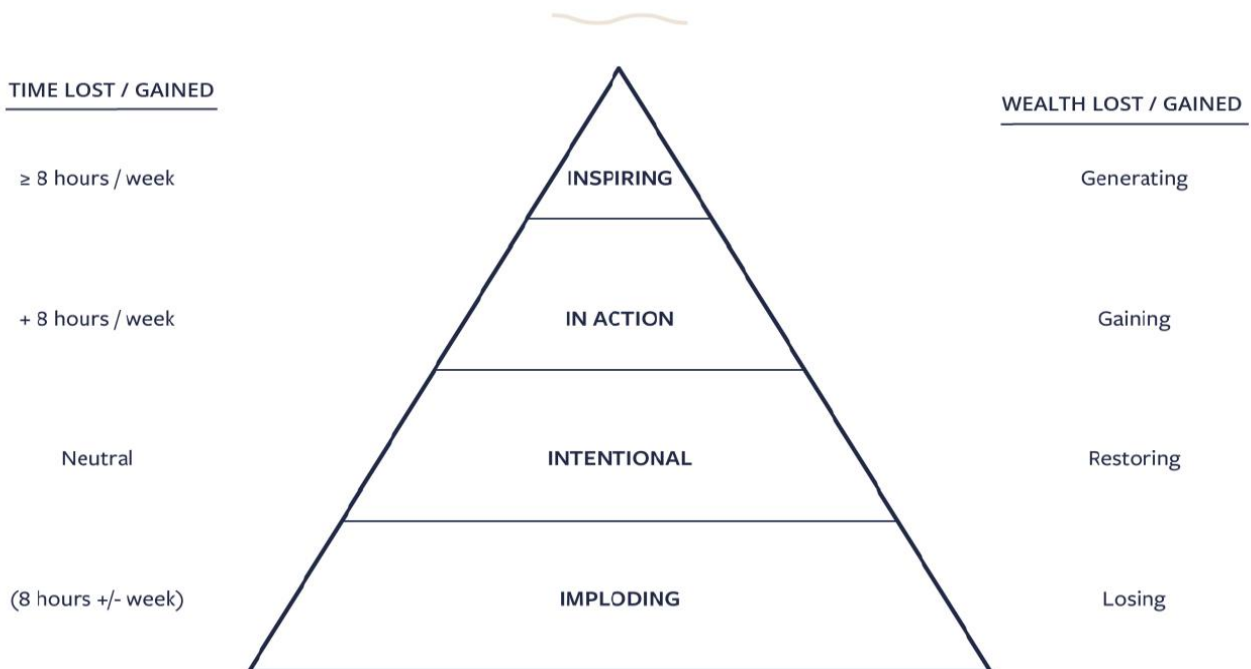 TIME LOST / GAINED
WEALTH LOST / GAINED
≥ 8 hours / week
INSPIRING
Generating
+ 8 hours / week
IN ACTION
Gaining
Neutral
INTENTIONAL
Restoring
(8 hours +/- week)
IMPLODING
Losing